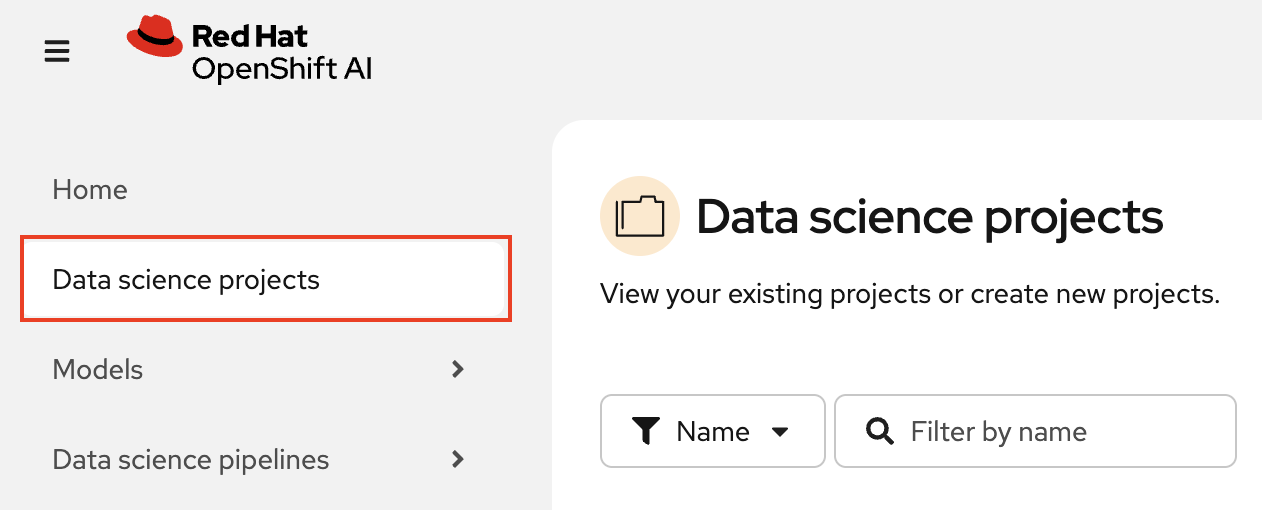 Red Hat
OpenShift AI
Home
Data science projects
Models
Data science pipelines
Data science projects
View your existing projects or create new projects.
Name
Filter by name